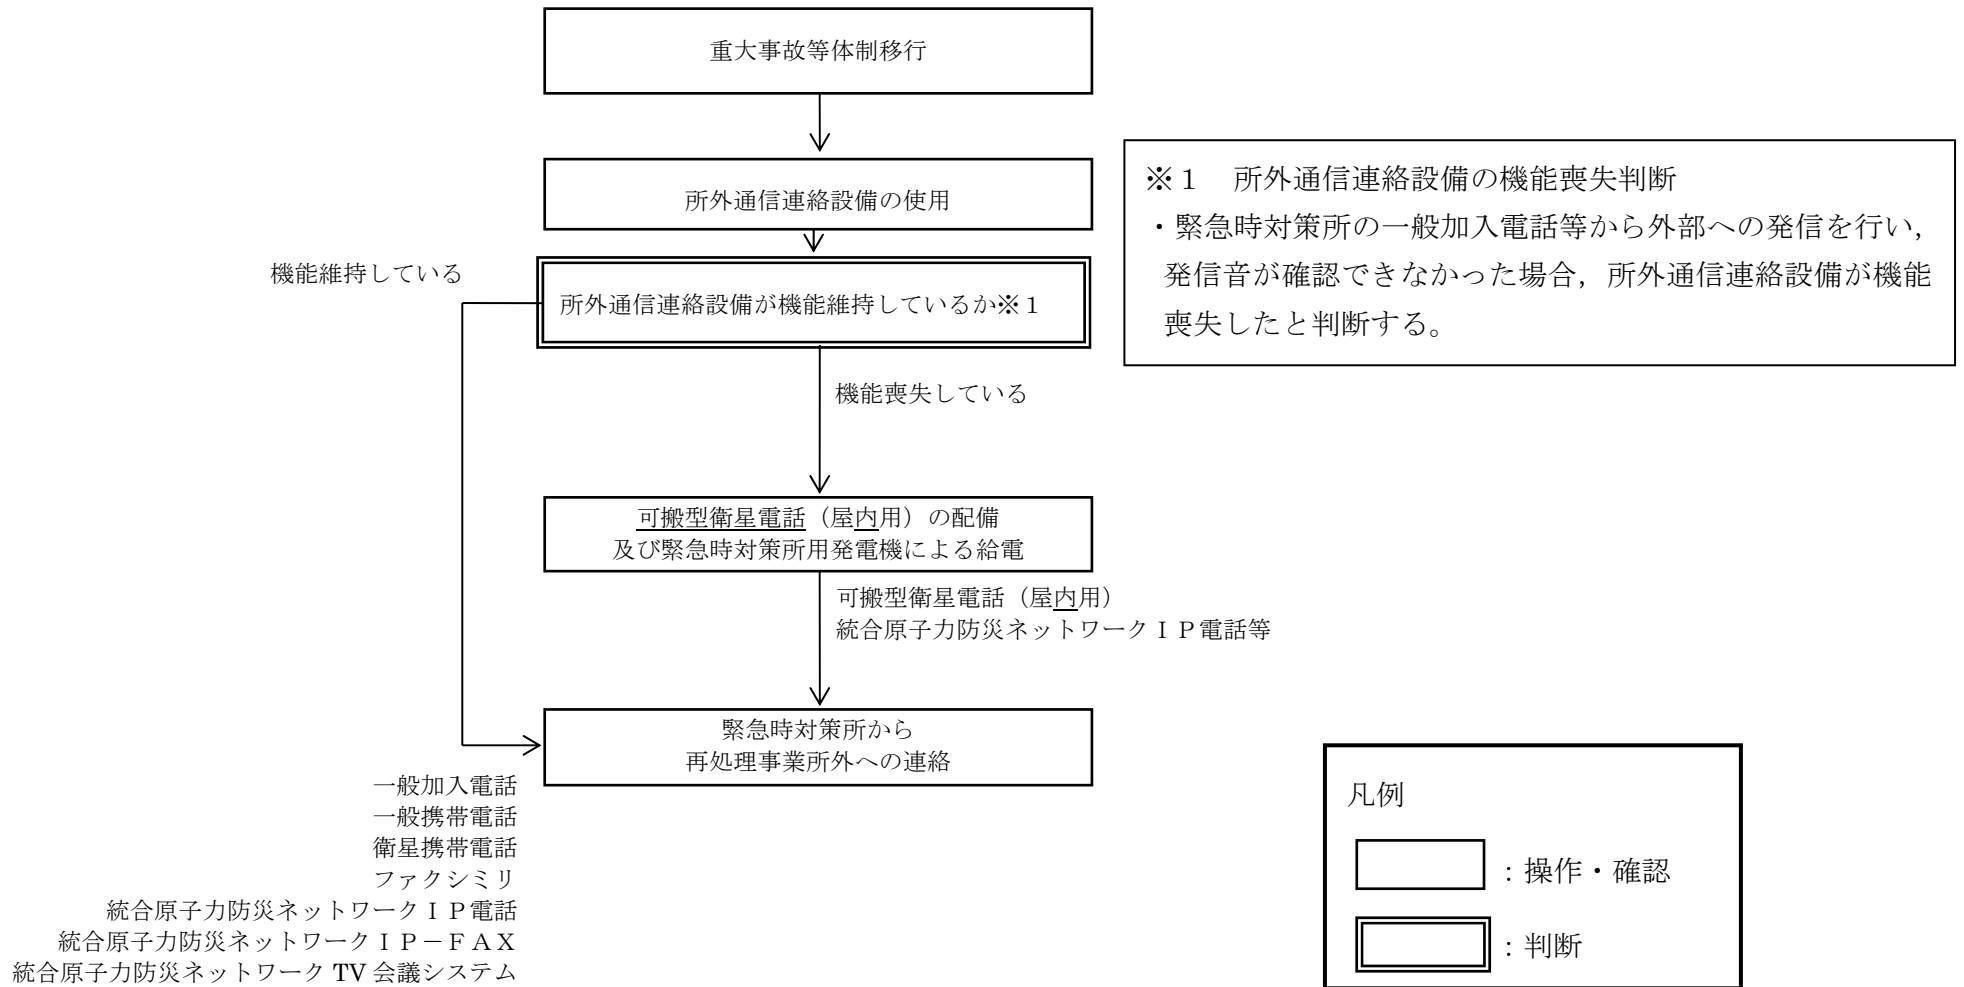 重大事故等体制移行
所外通信連絡設備の使用
機能維持している
所外通信連絡設備が機能維持しているか※１
※１　所外通信連絡設備の機能喪失判断
・緊急時対策所の一般加入電話等から外部への発信を行い，
発信音が確認できなかった場合，所外通信連絡設備が機能
喪失したと判断する。
機能喪失している
可搬型衛星電話（屋内用）の配備
及び緊急時対策所用発電機による給電
可搬型衛星電話（屋内用）
統合原子力防災ネットワークＩＰ電話等
緊急時対策所から
再処理事業所外への連絡
一般加入電話
一般携帯電話
衛星携帯電話
ファクシミリ
統合原子力防災ネットワークＩＰ電話
統合原子力防災ネットワークＩＰ－ＦＡＸ
統合原子力防災ネットワーク TV 会議システム
凡例
：操作・確認
：判断